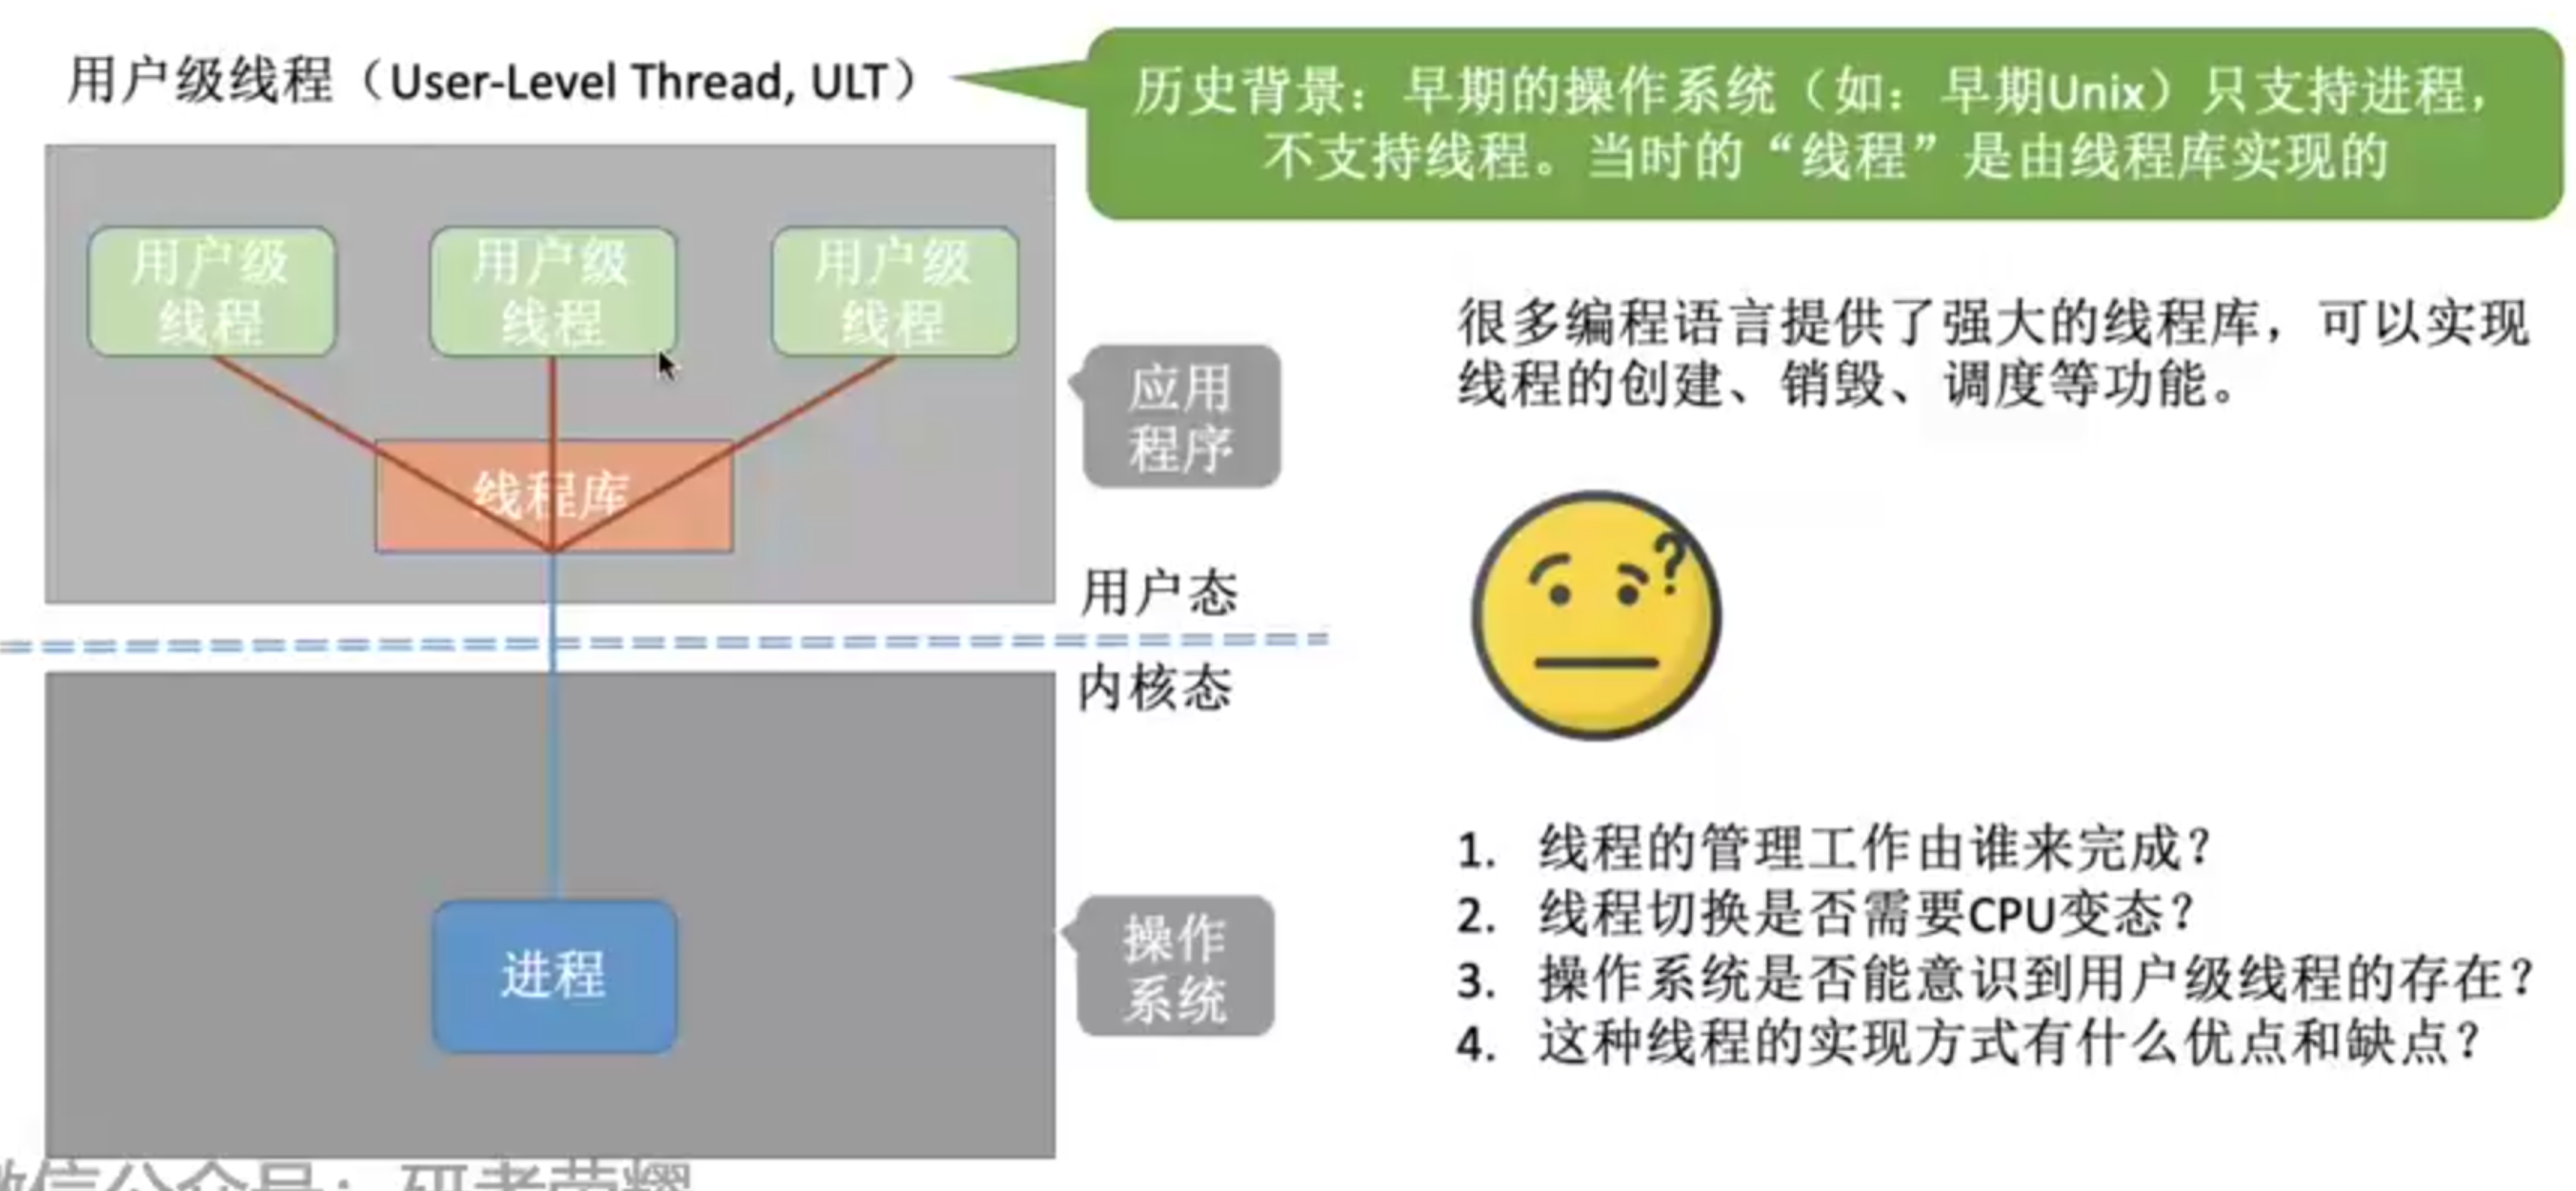 用户级线程（User-Level Thread, ULT）
历史背景：早期的操作系统（如：早期Unix）只支持进程，
不支持线程。当时的“线程”是由线程库实现的
用户级
线程
用户级
线程
用户级
线程
线程库
应用
程序
用户态
内核态
进程
操作
系统
很多编程语言提供了强大的线程库，可以实现
线程的创建、销毁、调度等功能。
?
1. 线程的管理工作由谁来完成？
2. 线程切换是否需要CPU变态？
3. 操作系统是否能意识到用户级线程的存在？
4. 这种线程的实现方式有什么优点和缺点？
微信公众号：研考荣耀